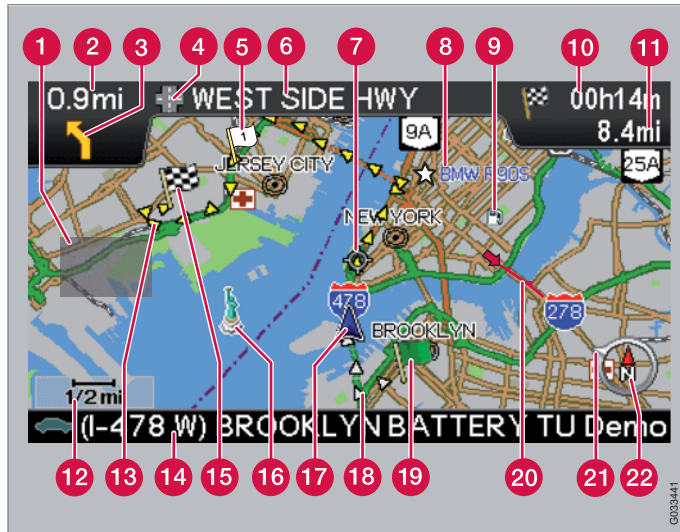 1 2 3 4 5 6 7 8 9 10 11
0.9mi WEST SIDE HWY 00h14m
8.4mi
1
9A
25A
JERSEY CITY
BMW R90S
NEW YORK
478
278
BROOKLYN
N
1/2 mi
(I-478 W) BROOKLYN BATTERY TU Demo
12 13 14 15 16 17 18 19 20 21 22
G033441